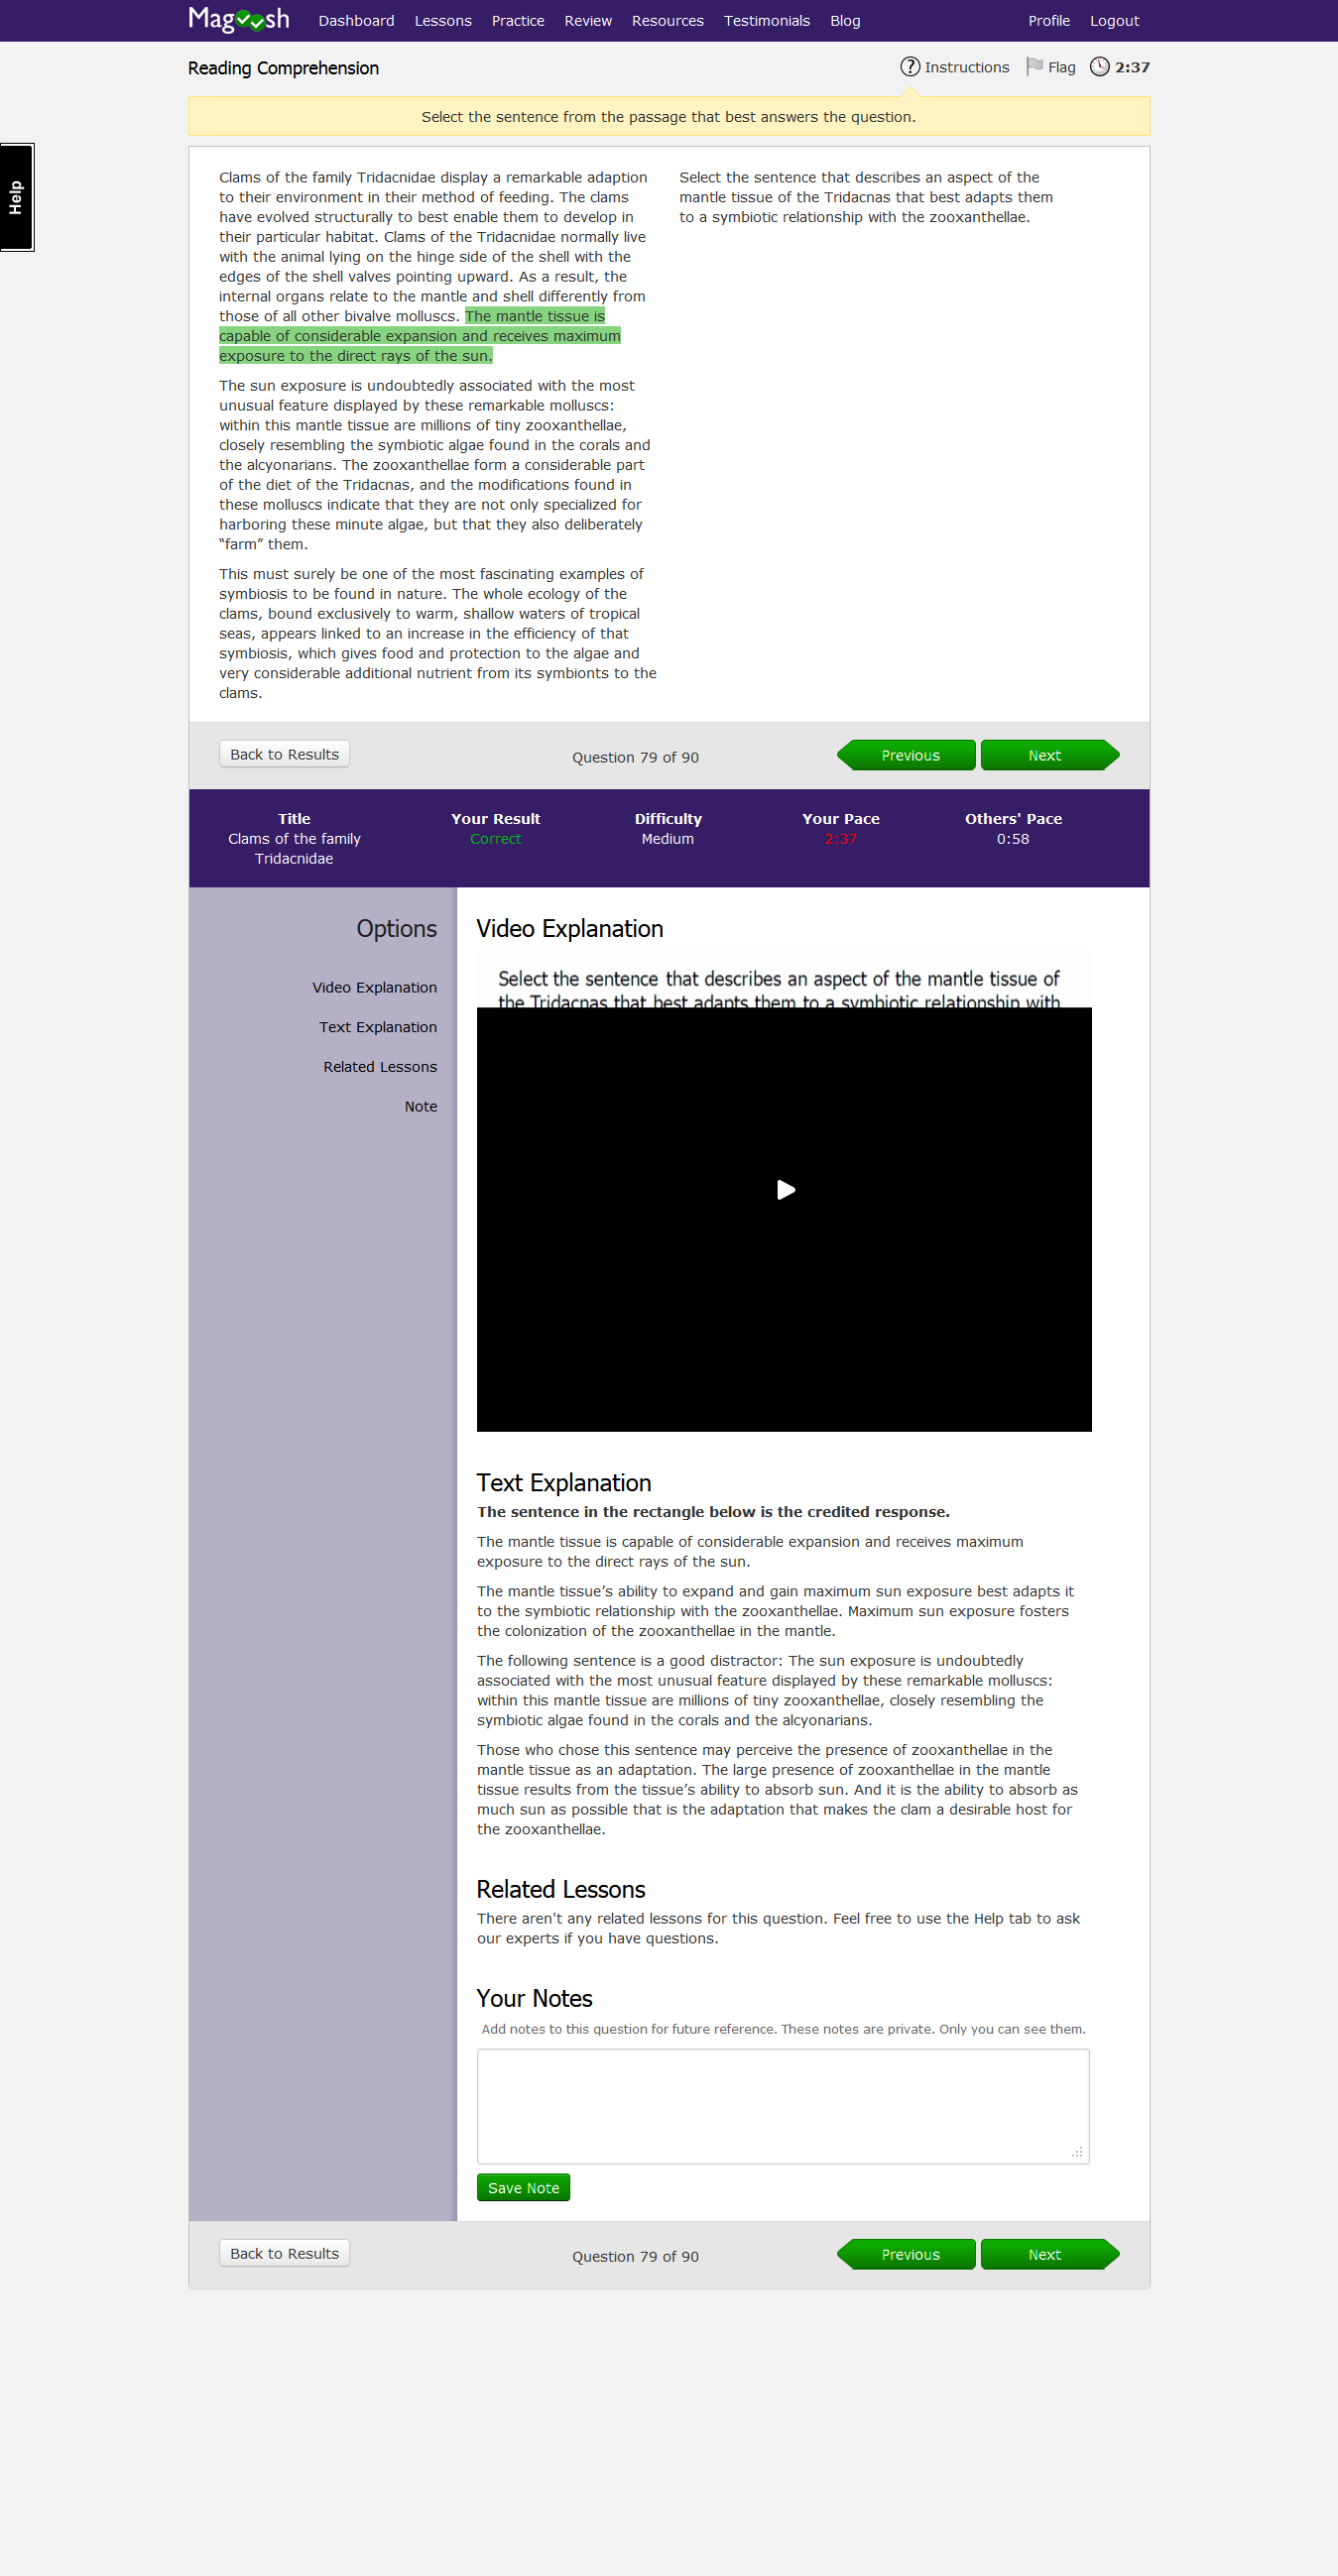 Magoosh Dashboard Lessons Practice Review Resources Testimonials Blog Profile Logout
Reading Comprehension
? Instructions Flag 2:37
Select the sentence from the passage that best answers the question.
Help
Clams of the family Tridacnidae display a remarkable adaption
to their environment in their method of feeding. The clams
have evolved structurally to best enable them to develop in
their particular habitat. Clams of the Tridacnidae normally live
with the animal lying on the hinge side of the shell with the
edges of the shell valves pointing upward. As a result, the
internal organs relate to the mantle and shell differently from
those of all other bivalve molluscs. The mantle tissue is
capable of considerable expansion and receives maximum
exposure to the direct rays of the sun.
The sun exposure is undoubtedly associated with the most
unusual feature displayed by these remarkable molluscs:
within this mantle tissue are millions of tiny zooxanthellae,
closely resembling the symbiotic algae found in the corals and
the alcyonarians. The zooxanthellae form a considerable part
of the diet of the Tridacnas, and the modifications found in
these molluscs indicate that they are not only specialized for
harboring these minute algae, but that they also deliberately
“farm” them.
This must surely be one of the most fascinating examples of
symbiosis to be found in nature. The whole ecology of the
clams, bound exclusively to warm, shallow waters of tropical
seas, appears linked to an increase in the efficiency of that
symbiosis, which gives food and protection to the algae and
very considerable additional nutrient from its symbionts to the
clams.
Select the sentence that describes an aspect of the
mantle tissue of the Tridacnas that best adapts them
to a symbiotic relationship with the zooxanthellae.
Back to Results Question 79 of 90 Previous Next
Title Your Result Difficulty Your Pace Others' Pace
Clams of the family Correct Medium 2:37 0:58
Tridacnidae
Options
Video Explanation
Text Explanation
Related Lessons
Note
Video Explanation
Select the sentence that describes an aspect of the mantle tissue of
the Tridacnas that best adapts them to a symbiotic relationship with
Text Explanation
The sentence in the rectangle below is the credited response.
The mantle tissue is capable of considerable expansion and receives maximum
exposure to the direct rays of the sun.
The mantle tissue’s ability to expand and gain maximum sun exposure best adapts it
to the symbiotic relationship with the zooxanthellae. Maximum sun exposure fosters
the colonization of the zooxanthellae in the mantle.
The following sentence is a good distractor: The sun exposure is undoubtedly
associated with the most unusual feature displayed by these remarkable molluscs:
within this mantle tissue are millions of tiny zooxanthellae, closely resembling the
symbiotic algae found in the corals and the alcyonarians.
Those who chose this sentence may perceive the presence of zooxanthellae in the
mantle tissue as an adaptation. The large presence of zooxanthellae in the mantle
tissue results from the tissue’s ability to absorb sun. And it is the ability to absorb as
much sun as possible that is the adaptation that makes the clam a desirable host for
the zooxanthellae.
Related Lessons
There aren't any related lessons for this question. Feel free to use the Help tab to ask
our experts if you have questions.
Your Notes
Add notes to this question for future reference. These notes are private. Only you can see them.
Save Note
Back to Results Question 79 of 90 Previous Next